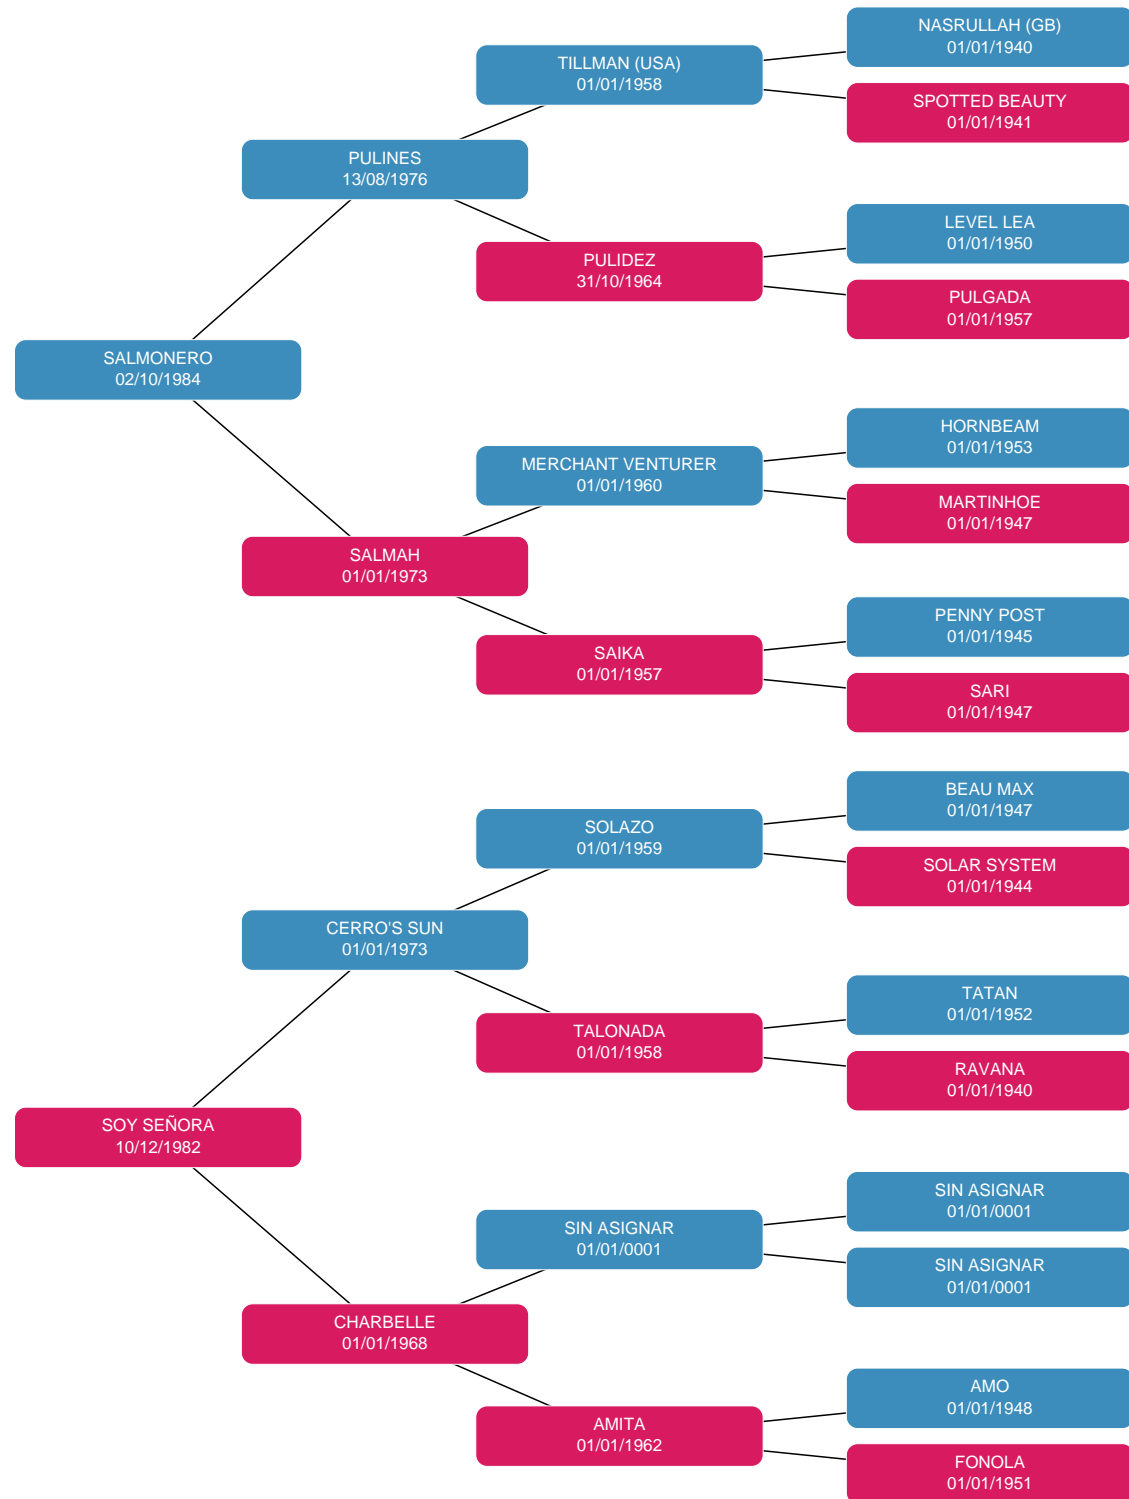 NASRULLAH (GB)
01/01/1940
TILLMAN (USA)
01/01/1958
SPOTTED BEAUTY
01/01/1941
PULINES
13/08/1976
LEVEL LEA
01/01/1950
PULIDEZ
31/10/1964
PULGADA
01/01/1957
SALMONERO
02/10/1984
HORNBEAM
01/01/1953
MERCHANT VENTURER
01/01/1960
MARTINHOE
01/01/1947
SALMAH
01/01/1973
PENNY POST
01/01/1945
SAIKA
01/01/1957
SARI
01/01/1947
BEAU MAX
01/01/1947
SOLAZO
01/01/1959
SOLAR SYSTEM
01/01/1944
CERRO'S SUN
01/01/1973
TATAN
01/01/1952
TALONADA
01/01/1958
RAVANA
01/01/1940
SOY SEÑORA
10/12/1982
SIN ASIGNAR
01/01/0001
SIN ASIGNAR
01/01/0001
SIN ASIGNAR
01/01/0001
CHARBELLE
01/01/1968
AMO
01/01/1948
AMITA
01/01/1962
FONOLA
01/01/1951